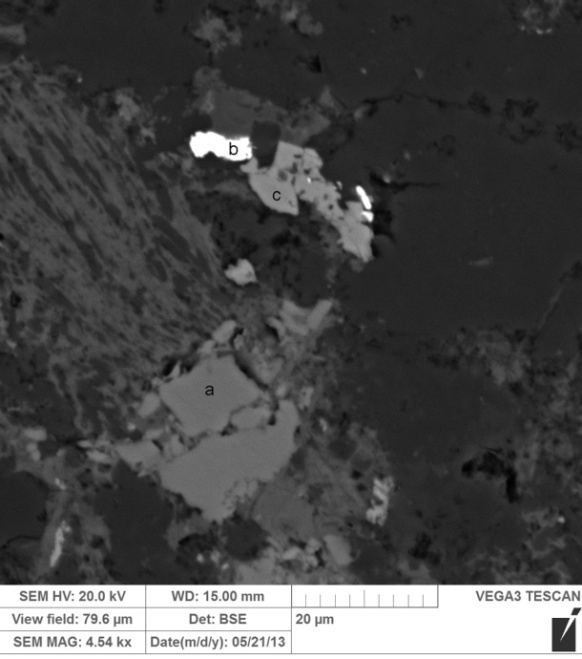 b
c
a
SEM HV: 20.0 kV WD: 15.00 mm VEGA3 TESCAN
View field: 79.6 µm Det: BSE 20 µm
SEM MAG: 4.54 kx Date(m/d/y): 05/21/13